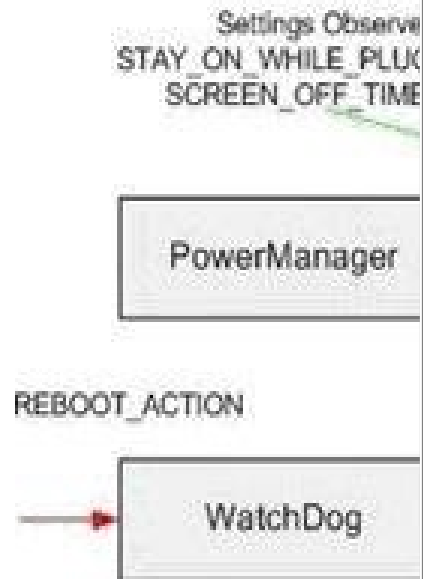 Settings Observe
STAY_ON_WHILE_PLUG
SCREEN_OFF_TIME
PowerManager
REBOOT_ACTION
WatchDog